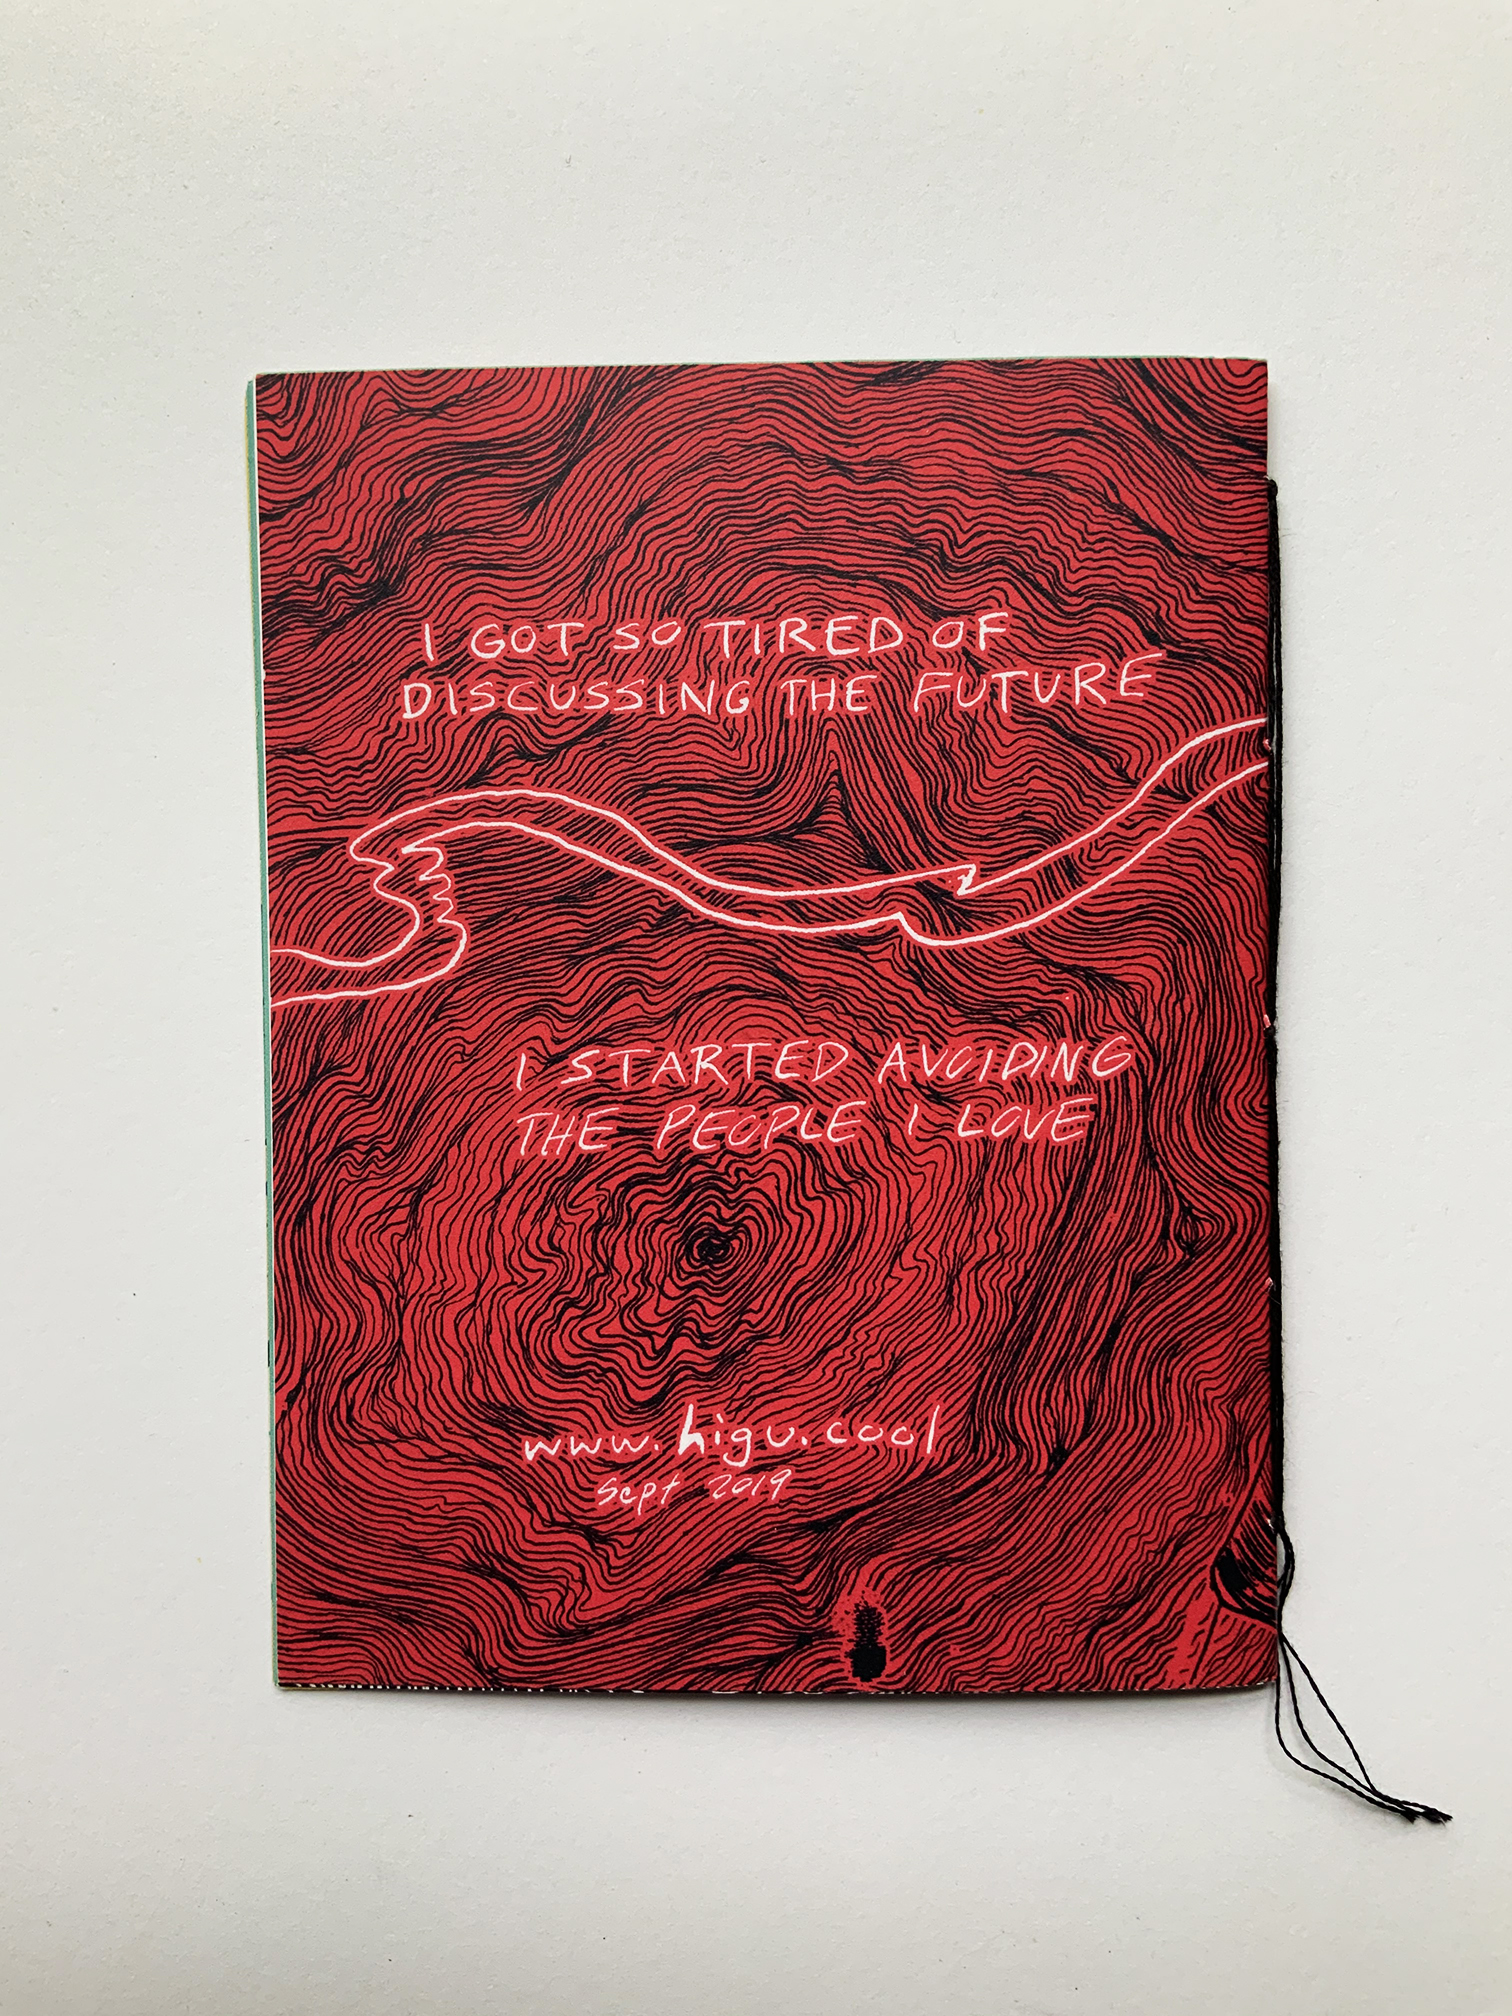 I GOT SO TIRED OF
DISCUSSING THE FUTURE
I STARTED AVOIDING
THE PEOPLE I LOVE
www.higu.cool
Sept 2019